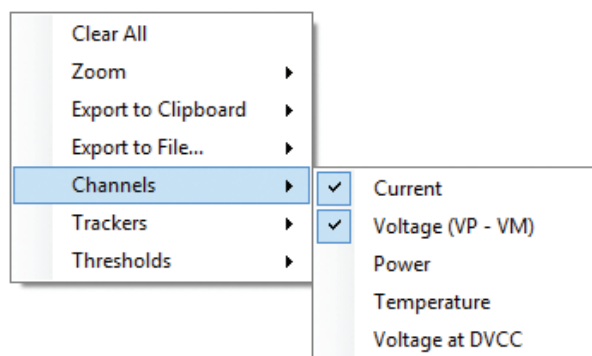 Clear All
Zoom
Export to Clipboard
Export to File...
Channels
Trackers
Thresholds
Current
Voltage (VP - VM)
Power
Temperature
Voltage at DVCC